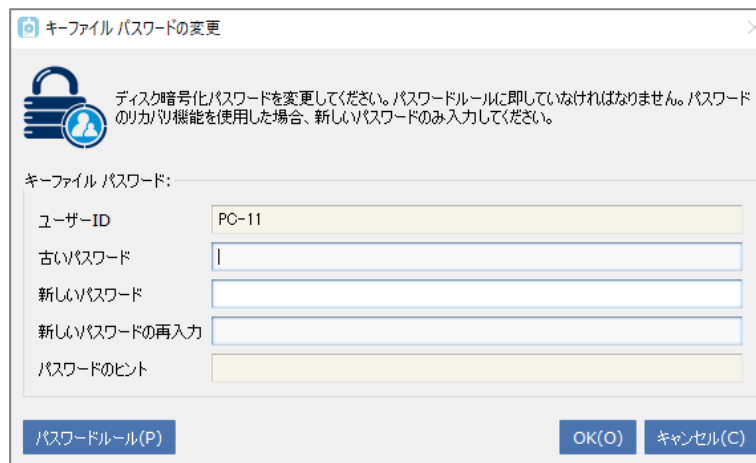 キーファイル パスワードの変更
ディスク暗号化パスワードを変更してください。パスワードルールに即していなければなりません。パスワード
のリカバリ機能を使用した場合、新しいパスワードのみ入力してください。
キーファイル パスワード:
ユーザーID
PC-11
古いパスワード
新しいパスワード
新しいパスワードの再入力
パスワードのヒント
パスワードルール(P)
OK(O)
キャンセル(C)